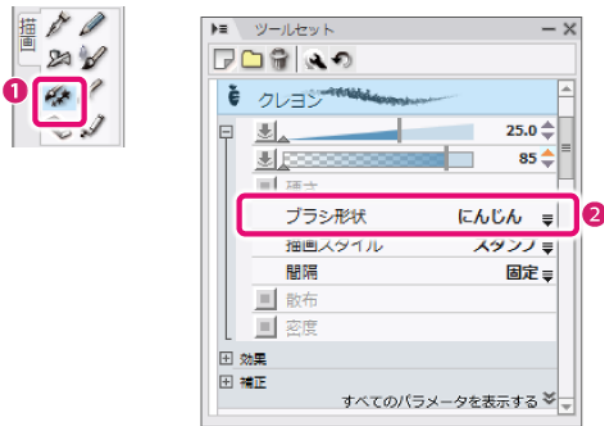 描画
1
ツールセット
クレヨン
25.0
85
硬さ
ブラシ形状 にんじん
2
描画スタイル スタンプ
間隔 固定
散布
密度
効果
補正
すべてのパラメータを表示する